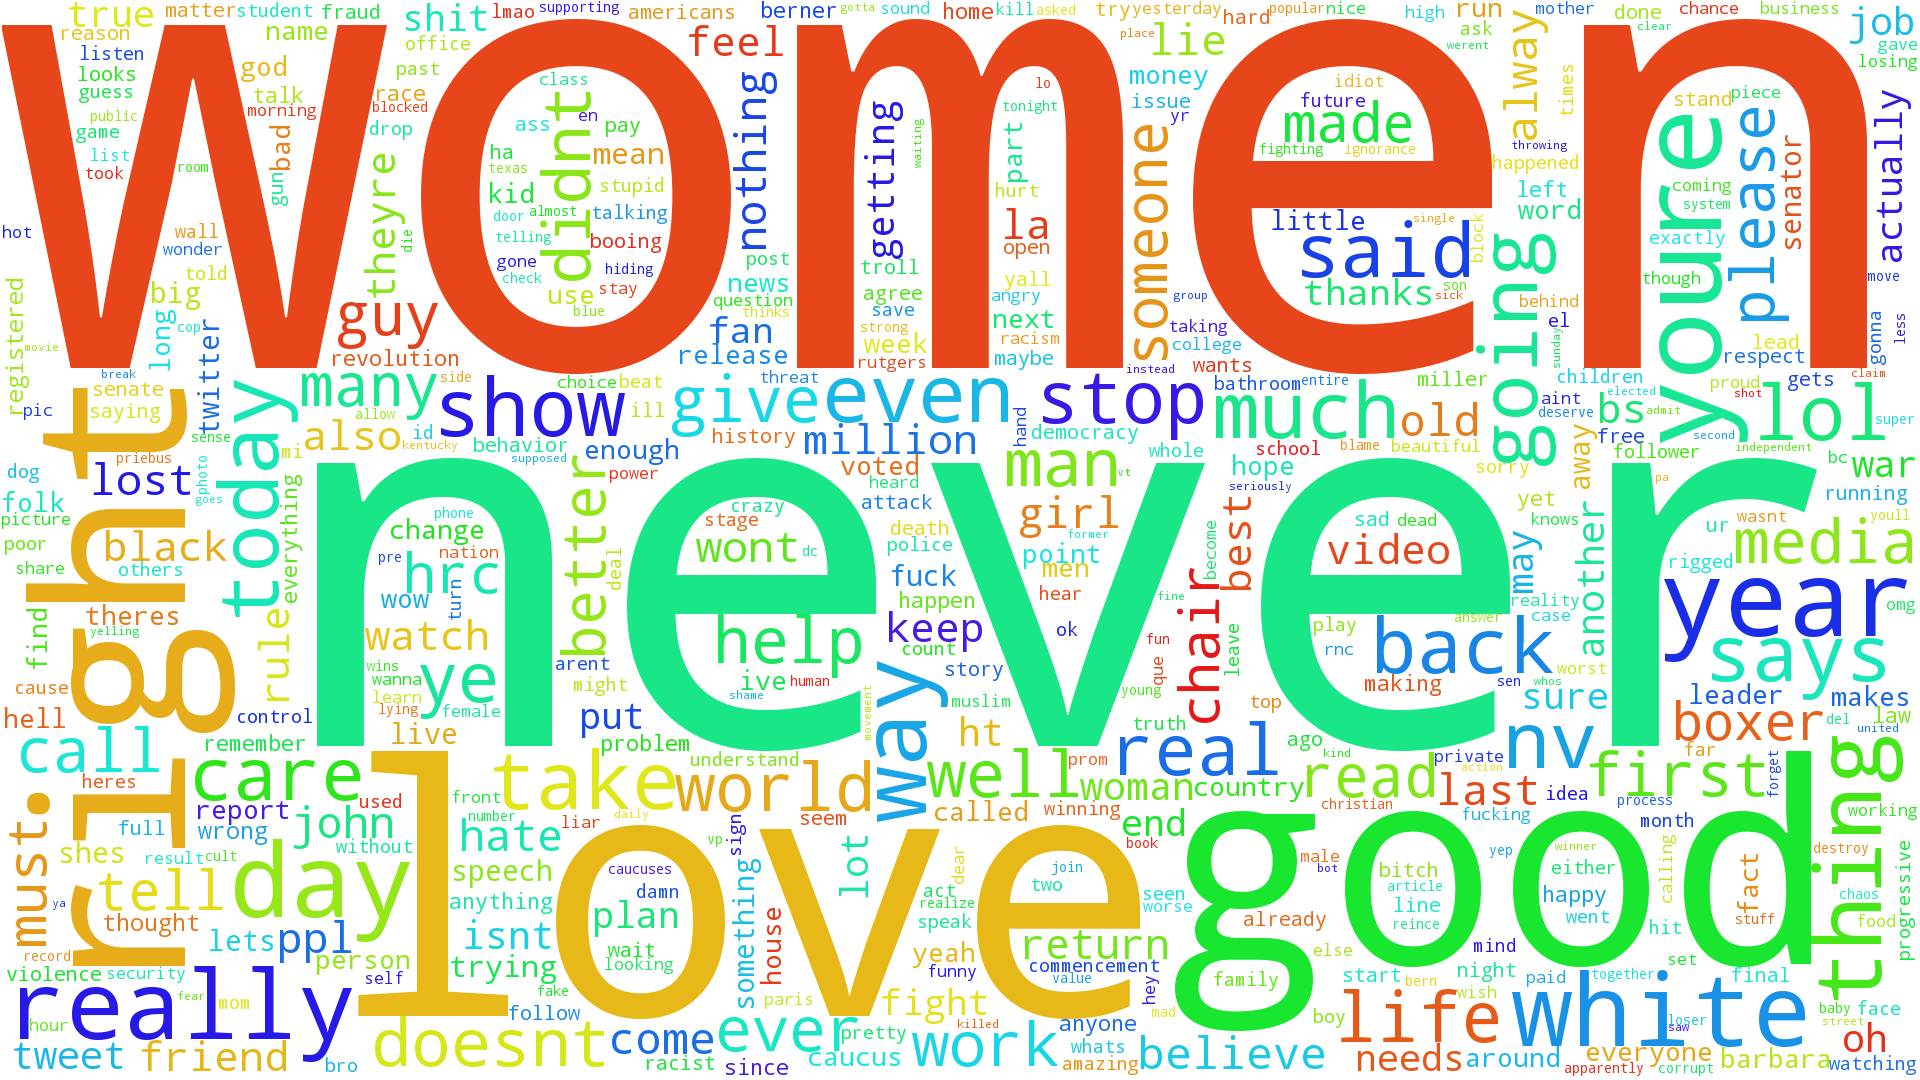 women
never
love
good
right
really
white
year
day
today
going
youre
thing
show
even
stop
much
give
many
said
made
back
real
says
media
lol
way
take
care
world
well
read
first
life
work
ever
doesnt
believe
come
help
wont
man
girl
ye
hrc
watch
better
keep
chair
video
nv
boxer
call
tell
john
hate
must.
didnt
nothing
getting
someone
please
actually
alway
job
lie
feel
shit
true
guy
theyre
fan
la
thanks
little
also
million
old
bs
war
lost
black
rule
put
ht
woman
country
last
sure
another
may
best
return
plan
isnt
trying
ppl
lets
speech
something
house
lot
end
fight
caucus
friend
tweet
needs
around
everyone
barbara
oh
matter
student
fraud
lmao
supporting
americans
berner
gotta
sound
home
kill
asked
try
yesterday
hard
popular
nice
high
run
done
mother
clear
chance
business
reason
name
office
place
ask
werent
gave
losing
listen
looks
guess
god
talk
past
race
morning
blocked
public
game
list
took
room
gun
bad
drop
class
ass
en
pay
ha
mean
texas
kid
stupid
door
almost
talking
telling
booing
gone
hiding
check
stay
use
blue
die
lo
tonight
waiting
part
hurt
open
yall
angry
next
racism
maybe
money
issue
yr
idiot
future
fighting
ignorance
single
block
son
sick
times
throwing
happened
left
word
stand
piece
coming
system
exactly
though
senator
move
hot
wall
wonder
told
big
long
cop
twitter
registered
movie
break
senate
saying
pic
revolution
post
news
question
thinks
release
troll
agree
save
strong
week
rutgers
group
taking
college
wants
instead
behind
el
sunday
children
lead
respect
gonna
less
claim
gets
proud
shot
super
elected
admit
second
independent
aint
deserve
free
follower
miller
bathroom
entire
threat
choice
beat
side
allow
ill
id
behavior
kentucky
supposed
enough
power
history
voted
heard
hand
democracy
whole
vt
school
blame
beautiful
hope
seriously
sorry
away
yet
knows
bc
running
pa
ur
wasnt
youll
rigged
omg
dog
folk
priebus
sense
mi
photo
goes
picture
poor
share
others
everything
theres
yelling
find
cause
hell
change
phone
pre
nation
wow
turn
wins
wanna
learn
lying
female
live
control
remember
heres
crazy
stage
dc
deal
attack
death
police
fuck
happen
count
story
muslim
point
former
men
hear
ok
fine
fun
que
young
truth
become
leave
sad
dead
play
rnc
making
answer
reality
case
worst
sen
whos
top
ago
kind
private
action
leader
makes
del
law
united
far
forget
arent
might
ive
human
shame
movement
problem
understand
prom
called
winning
seem
liar
daily
number
front
used
report
wrong
full
shes
result
cult
without
thought
ya
record
violence
security
person
self
fear
mom
hour
bro
anything
caucuses
damn
wait
looking
vp
sign
dear
book
act
realize
speak
yeah
funny
join
two
seen
worse
commencement
value
hey
family
already
male
bot
else
christian
bitch
article
line
reince
yep
winner
either
happy
went
idea
fucking
process
month
calling
hit
mind
night
start
paid
together
set
final
fact
stuff
destroy
working
chaos
food
progressive
baby
face
street
watching
follow
fake
racist
since
paris
pretty
killed
anyone
whats
amazing
mad
boy
bern
wish
loser
saw
apparently
corrupt